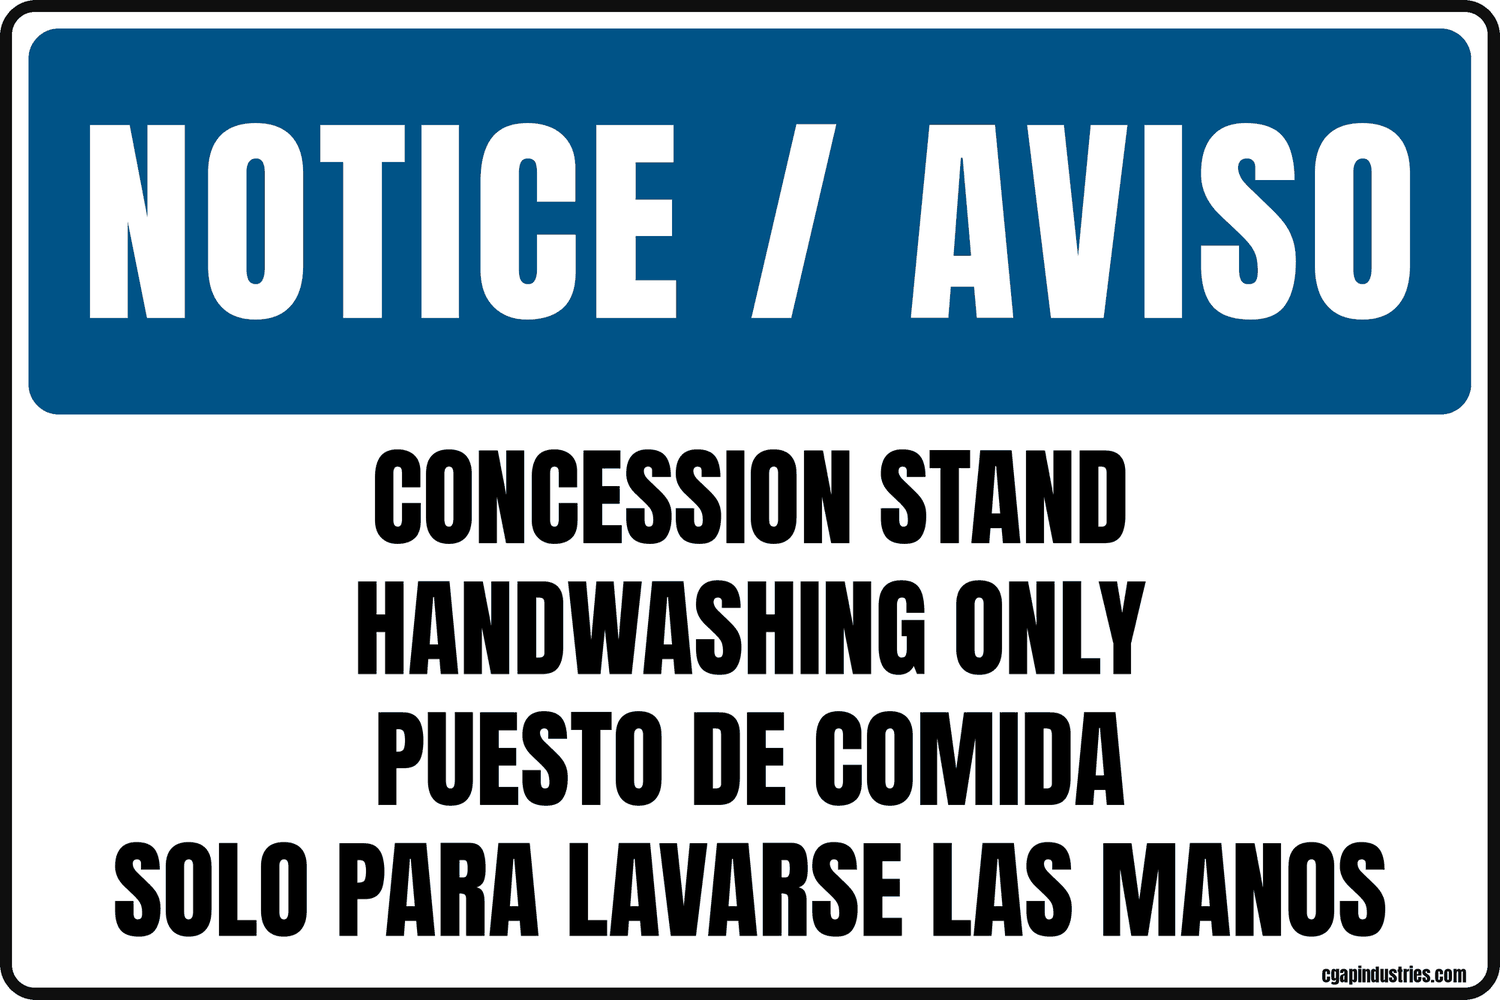 NOTICE / AVISO
CONCESSION STAND
HANDWASHING ONLY
PUESTO DE COMIDA
SOLO PARA LAVARSE LAS MANOS
cgapindustries.com